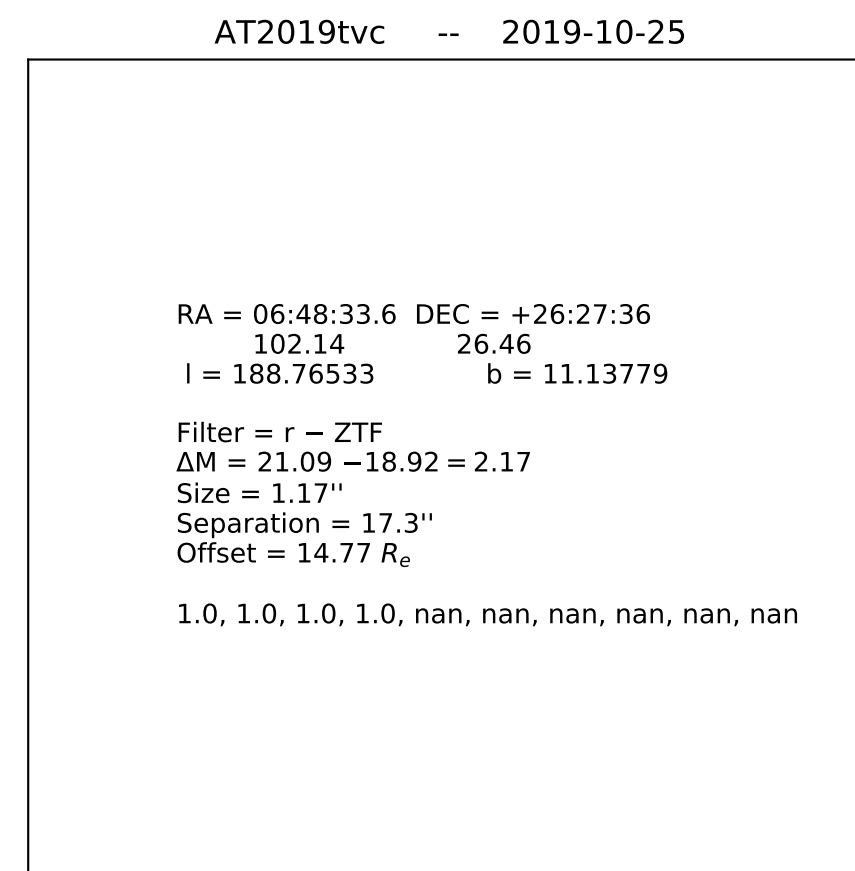 AT2019tvc -- 2019-10-25
RA = 06:48:33.6 DEC = +26:27:36
102.14 26.46
l = 188.76533 b = 11.13779
Filter = r − ZTF
ΔM = 21.09 −18.92 = 2.17
Size = 1.17''
Separation = 17.3''
Offset = 14.77 Rₑ
1.0, 1.0, 1.0, 1.0, nan, nan, nan, nan, nan, nan